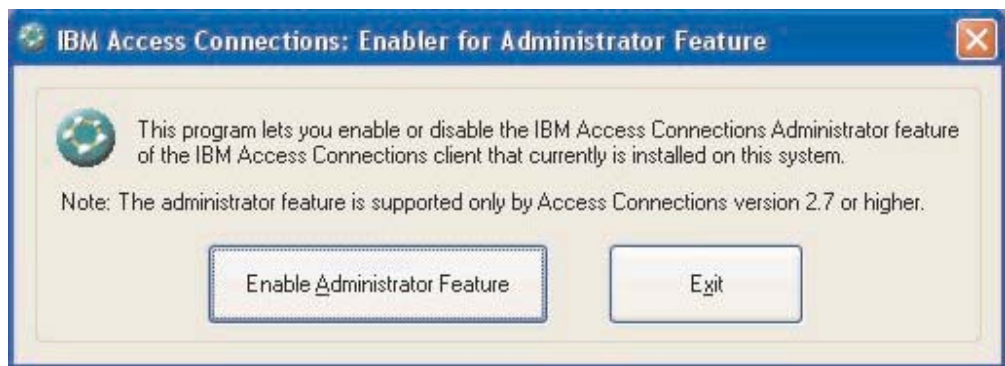 IBM Access Connections: Enabler for Administrator Feature
This program lets you enable or disable the IBM Access Connections Administrator feature
of the IBM Access Connections client that currently is installed on this system.
Note: The administrator feature is supported only by Access Connections version 2.7 or higher.
Enable Administrator Feature
Exit